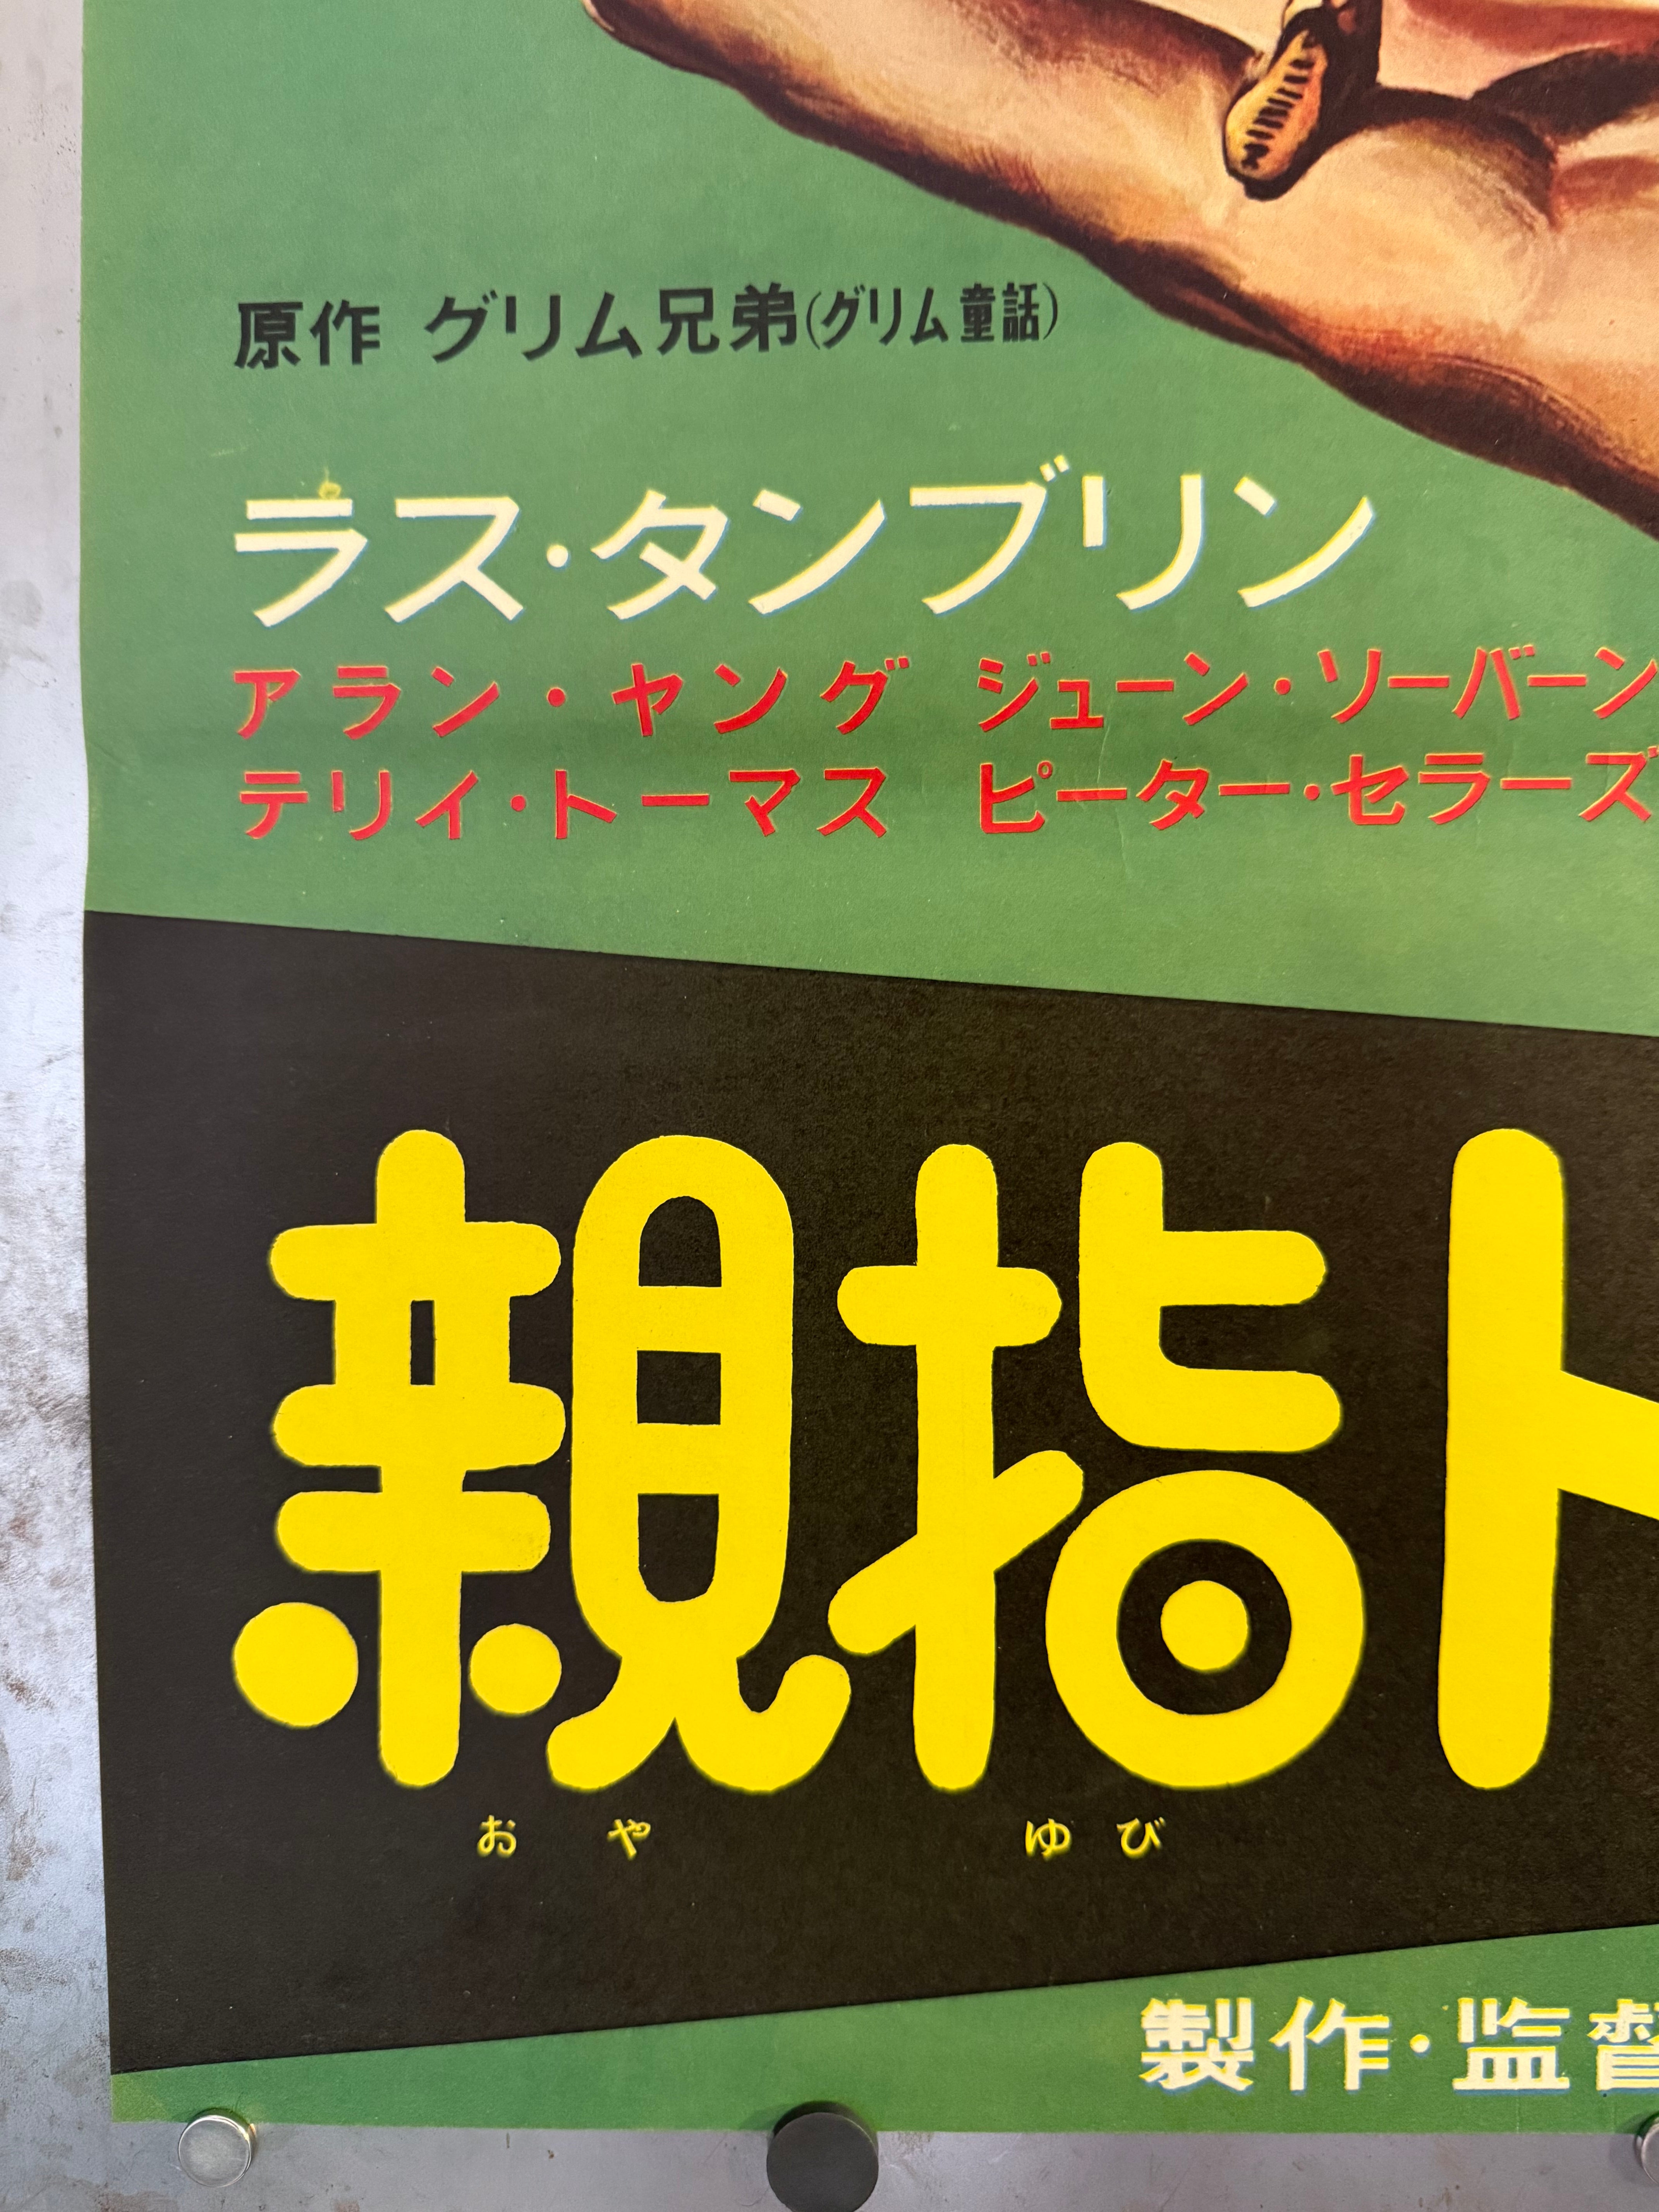 原作 グリム兄弟(グリム童話)
ラス・タンブリン
アラン・ヤング ジューン・ソーバーン
テリイ・トーマス ピーター・セラーズ
親指ト
おや ゆび
製作・監督